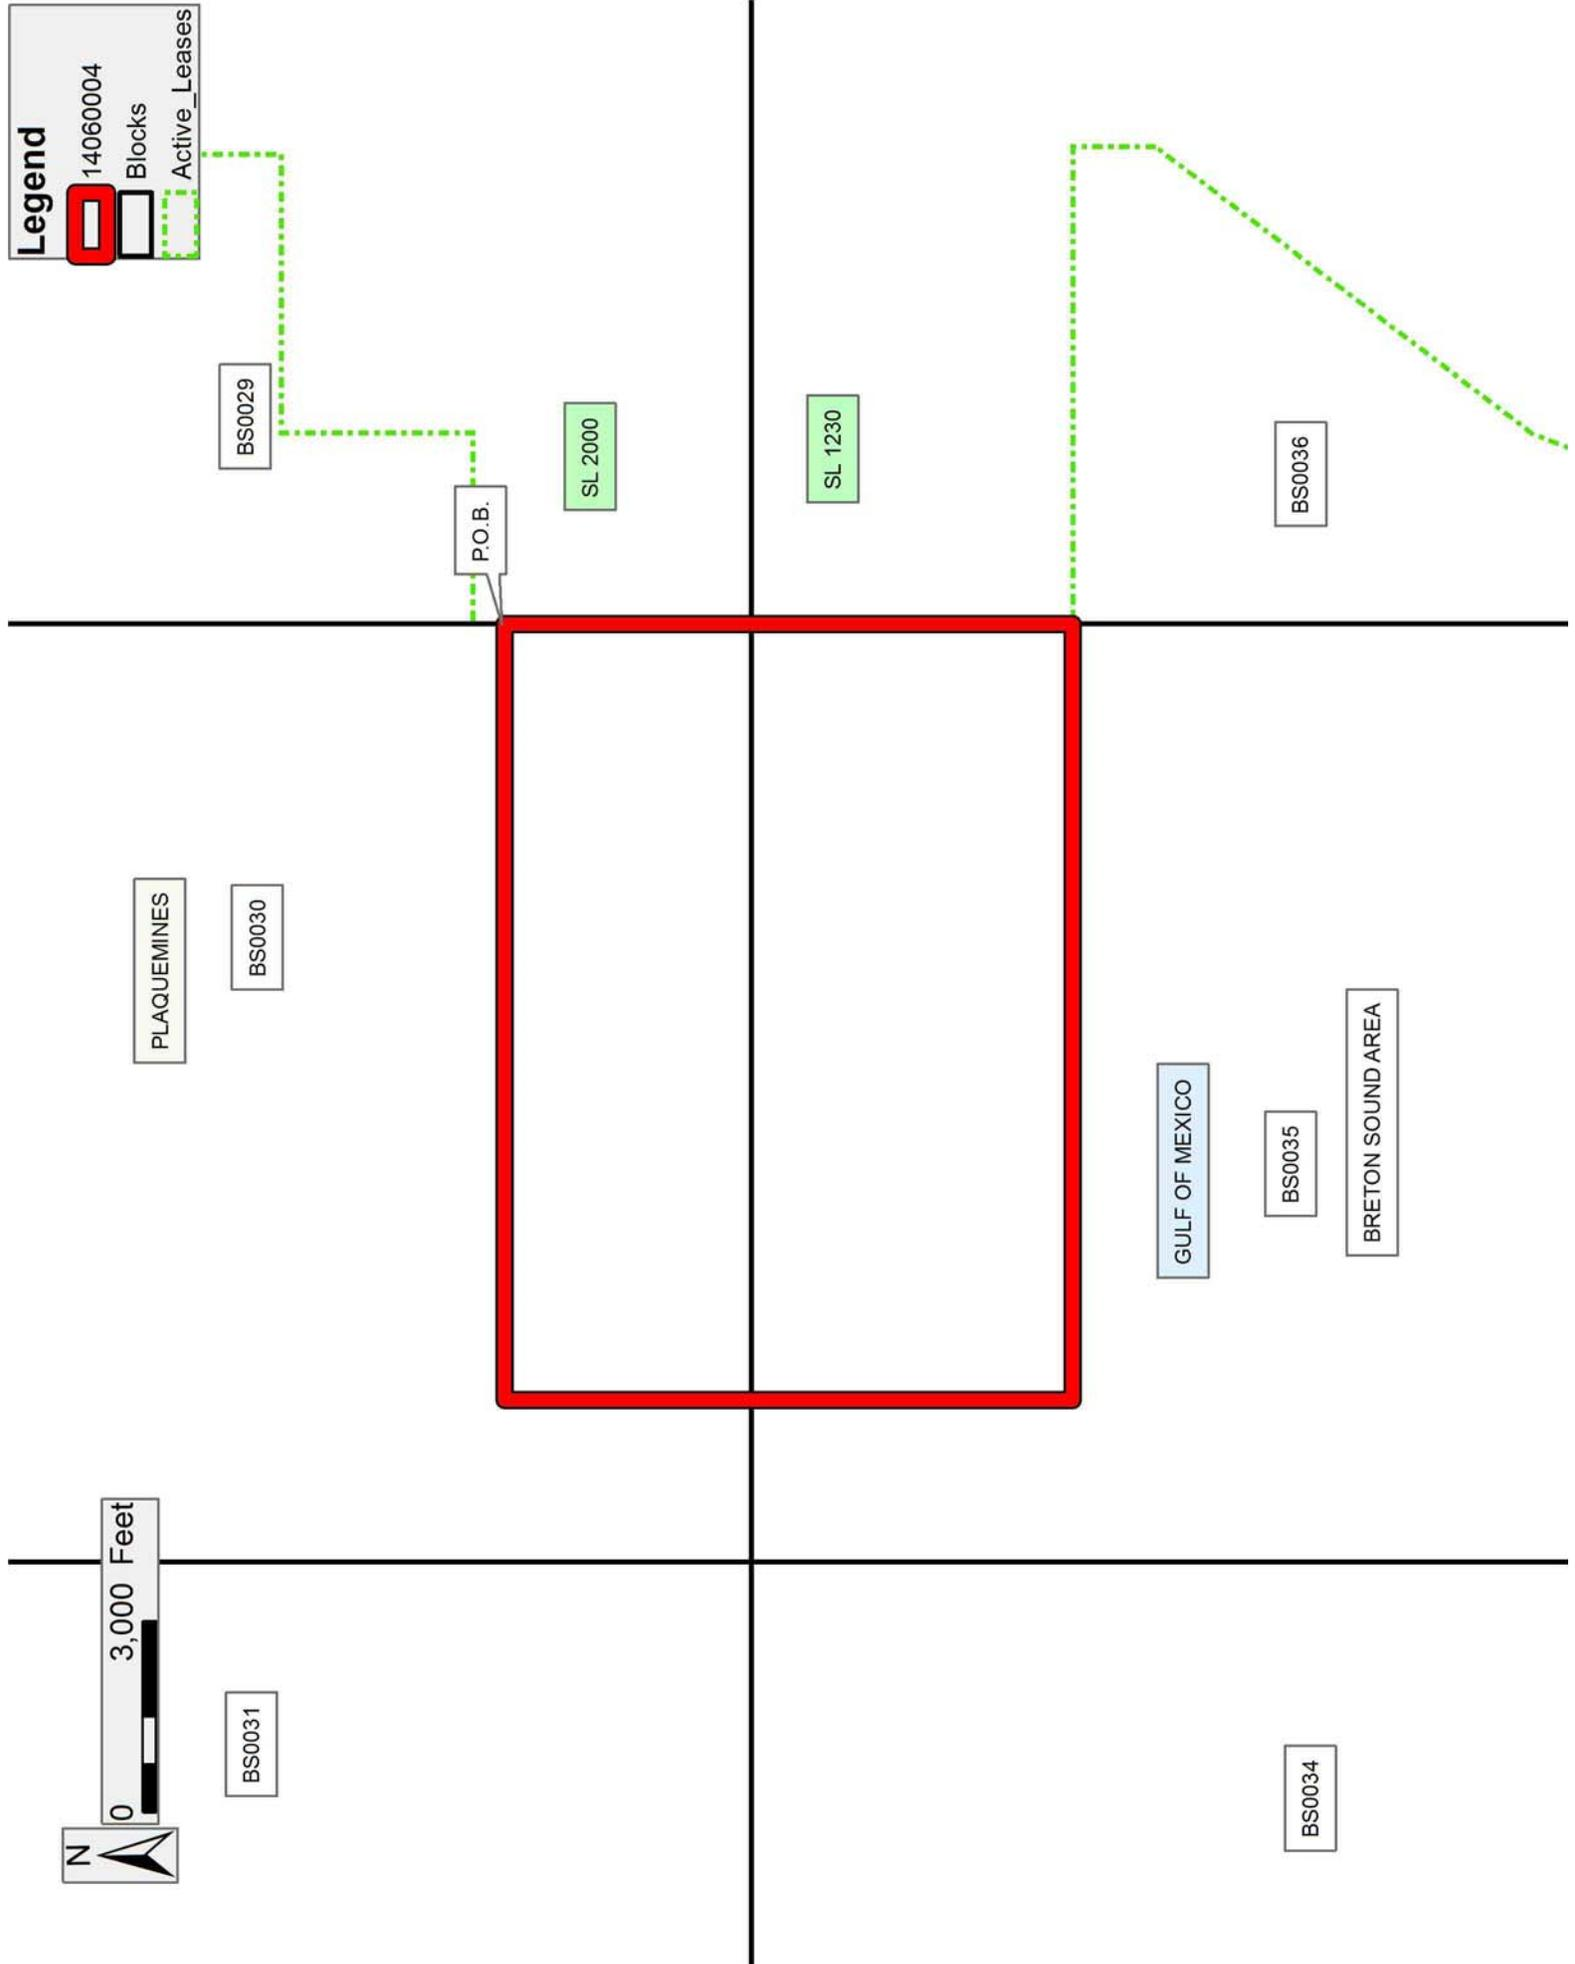 Legend
14060004
Blocks
Active_Leases
N
0 3,000 Feet
PLAQUEMINES
BS0031
BS0030
BS0029
P.O.B.
SL 2000
SL 1230
GULF OF MEXICO
BS0034
BS0035
BS0036
BRETON SOUND AREA